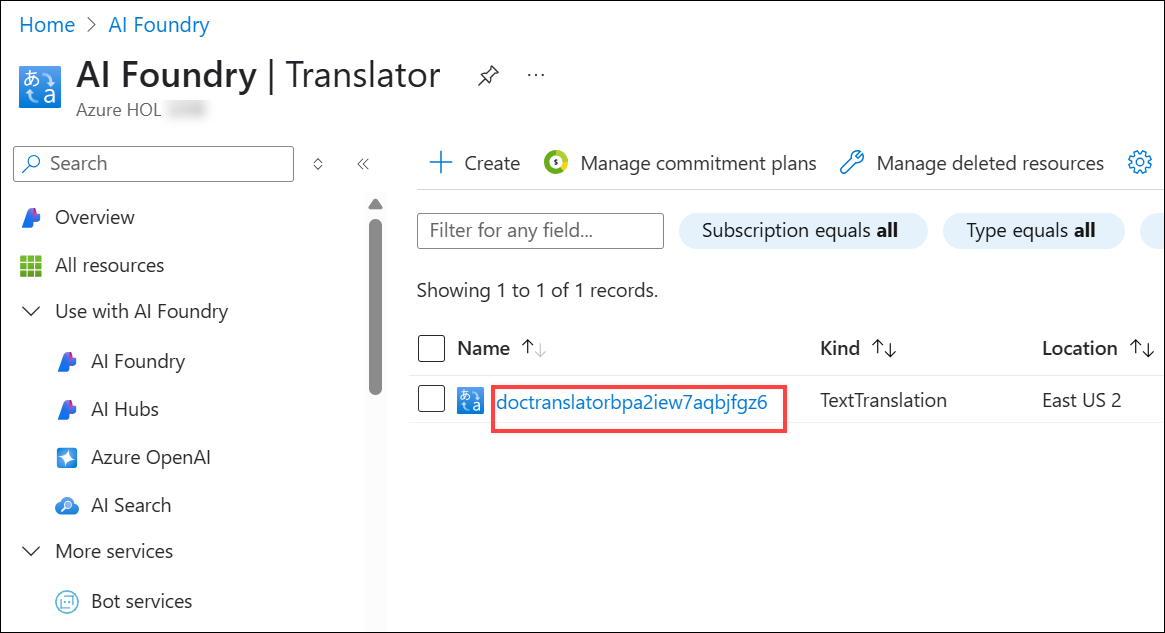 Home > AI Foundry
AI Foundry | Translator
Azure HOL
Search
Create
Manage commitment plans
Manage deleted resources
Overview
All resources
Use with AI Foundry
AI Foundry
AI Hubs
Azure OpenAI
AI Search
More services
Bot services
Filter for any field...
Subscription equals all
Type equals all
Showing 1 to 1 of 1 records.
Name
Kind
Location
doctranslatorbpa2iew7aqbjfgz6
TextTranslation
East US 2